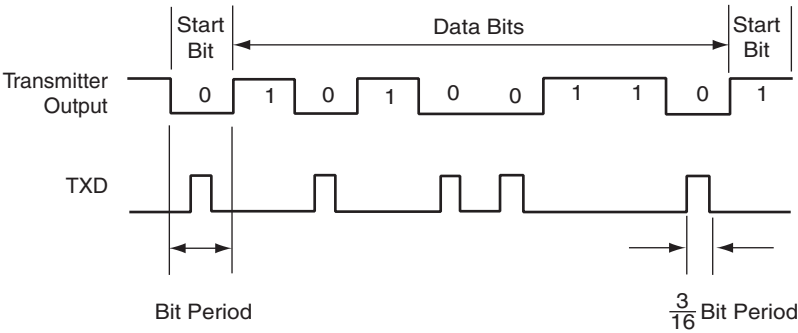 Start
Bit
Data Bits
Start
Bit
Transmitter
Output
0 1 0 1 0 0 1 1 0 1
TXD
Bit Period
3
16
Bit Period